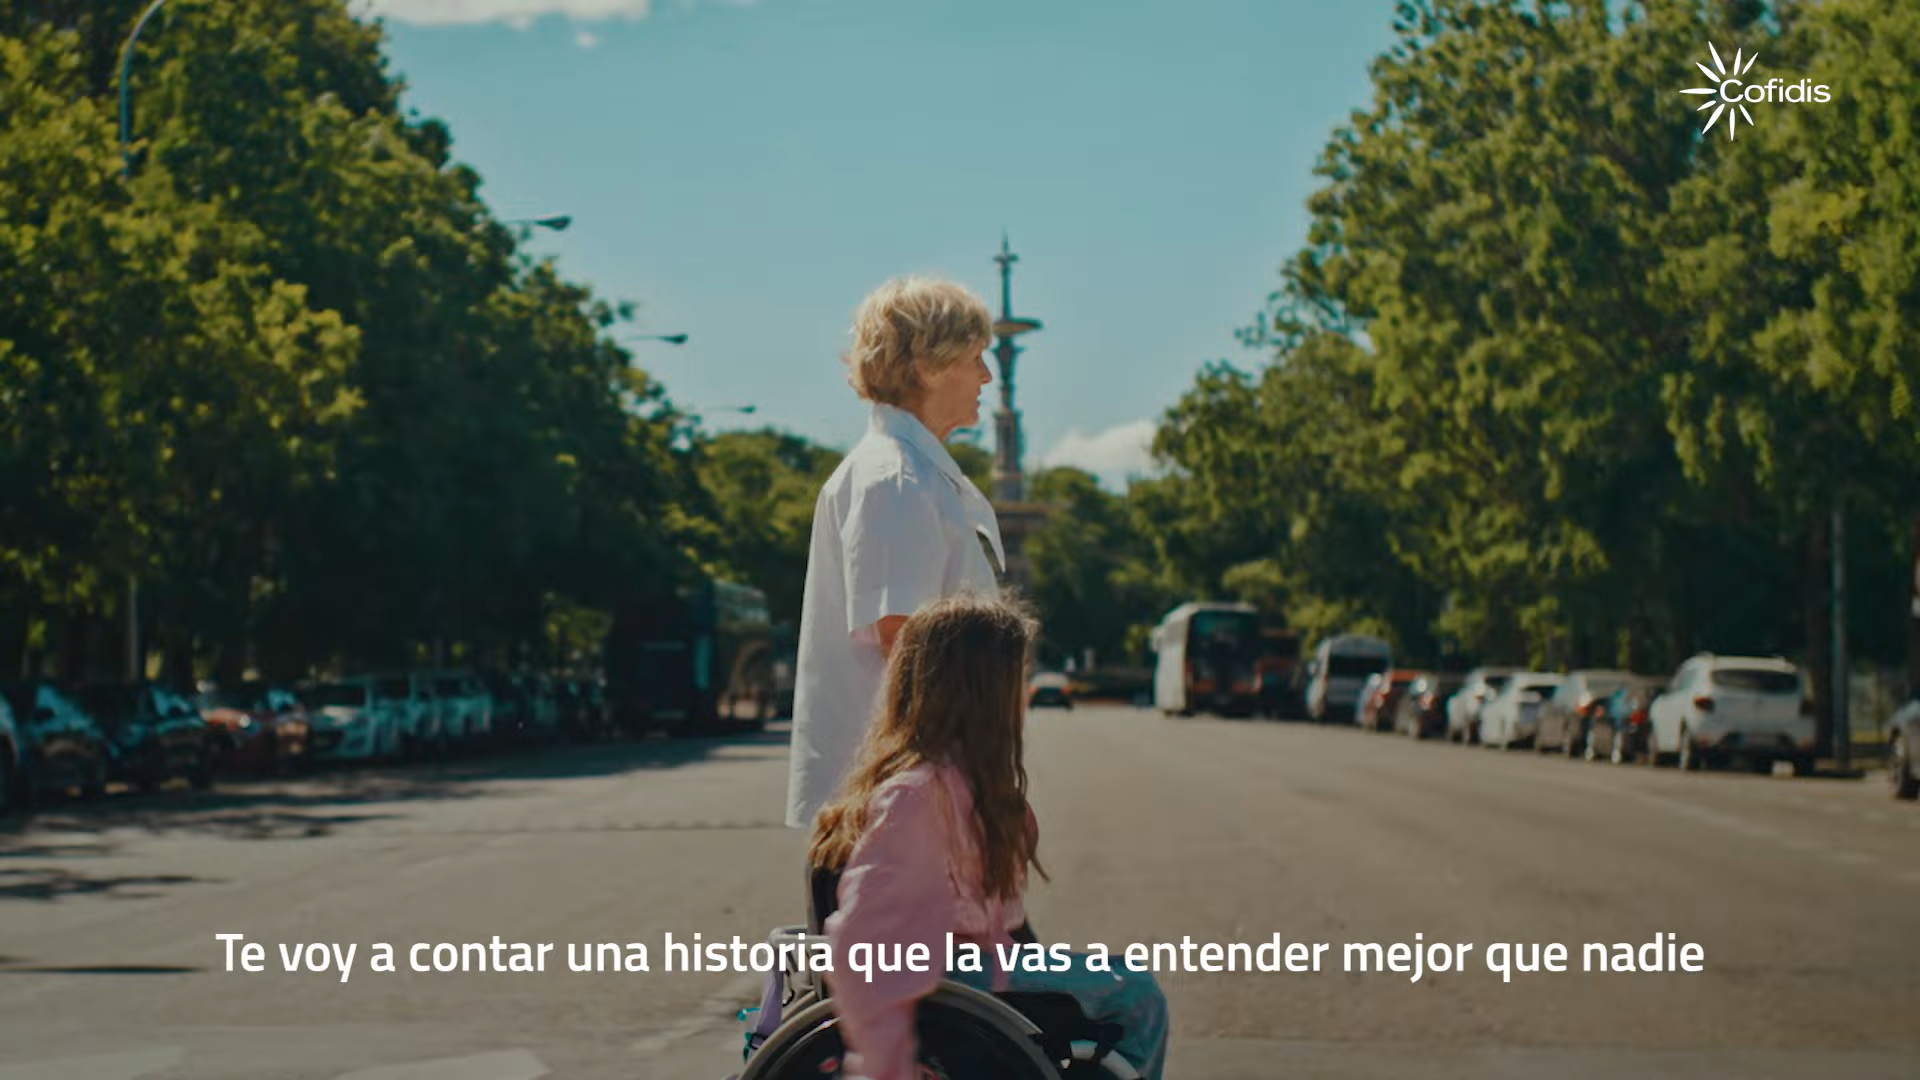 Cofidis
Te voy a contar una historia que la vas a entender mejor que nadie